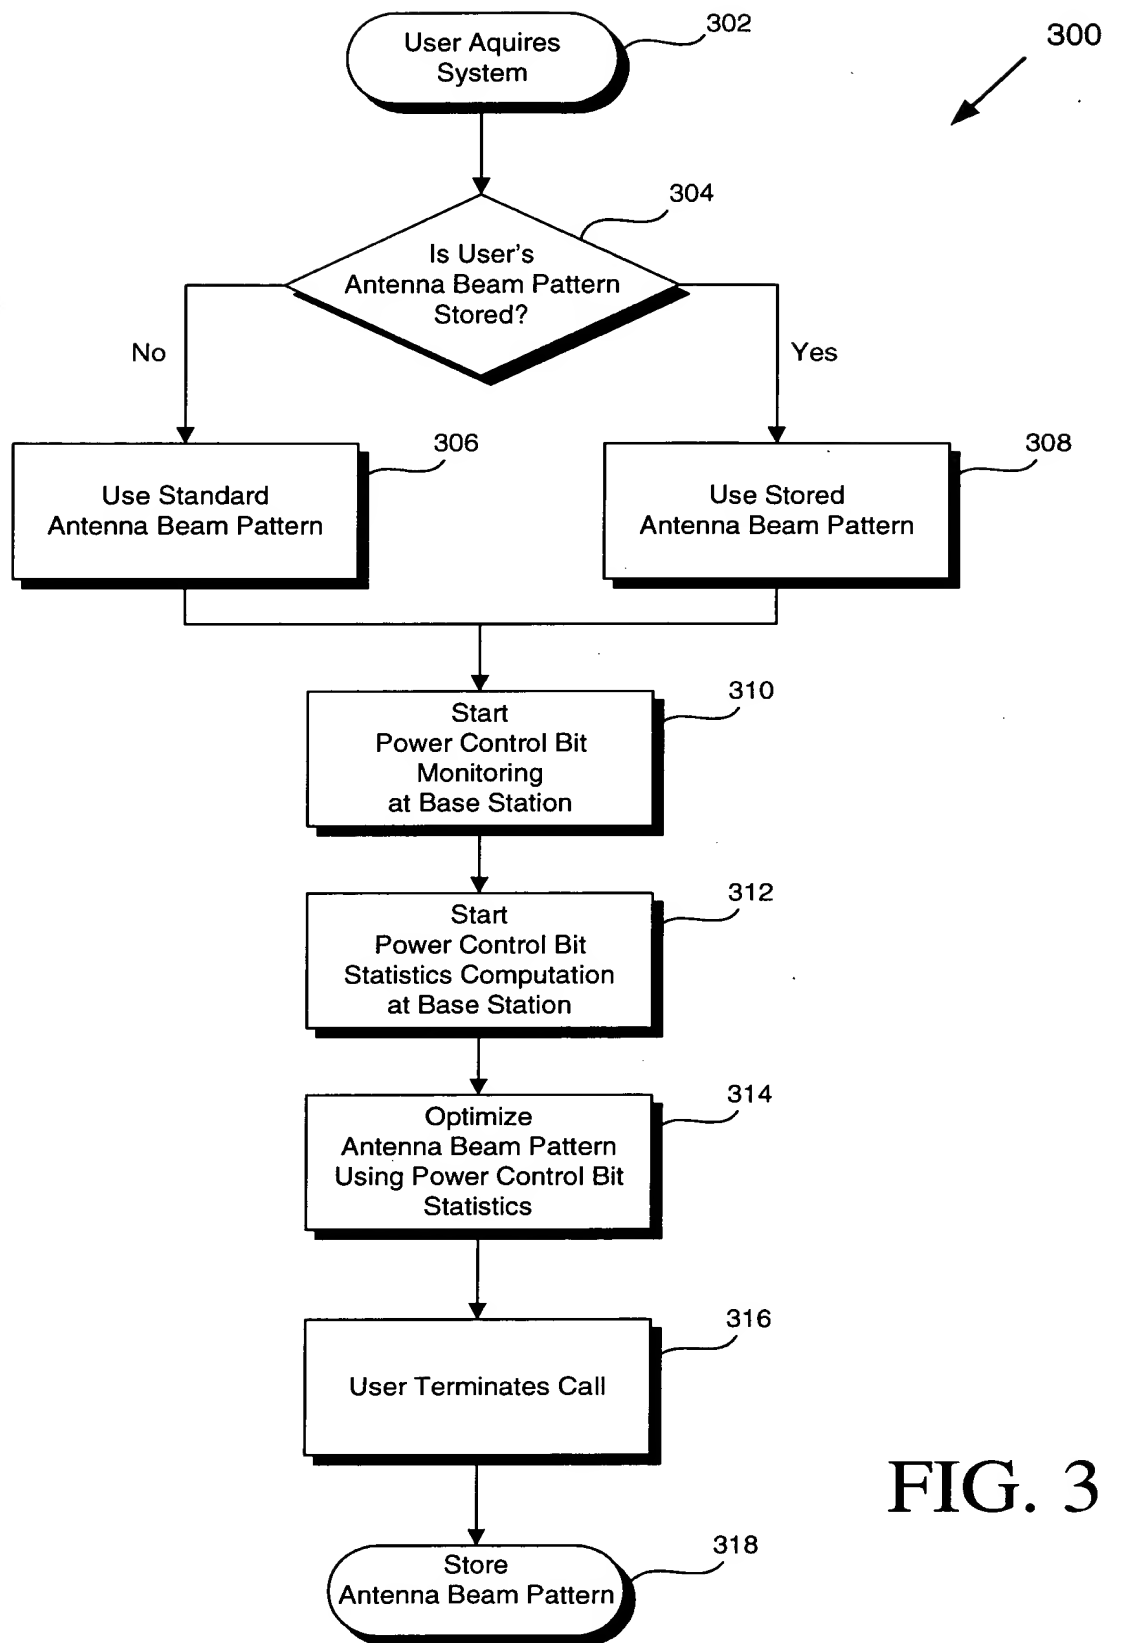 User Aquires
System
302
300
304
Is User's
Antenna Beam Pattern
Stored?
No
Yes
306
308
Use Standard
Antenna Beam Pattern
Use Stored
Antenna Beam Pattern
310
Start
Power Control Bit
Monitoring
at Base Station
312
Start
Power Control Bit
Statistics Computation
at Base Station
314
Optimize
Antenna Beam Pattern
Using Power Control Bit
Statistics
316
User Terminates Call
FIG. 3
318
Store
Antenna Beam Pattern